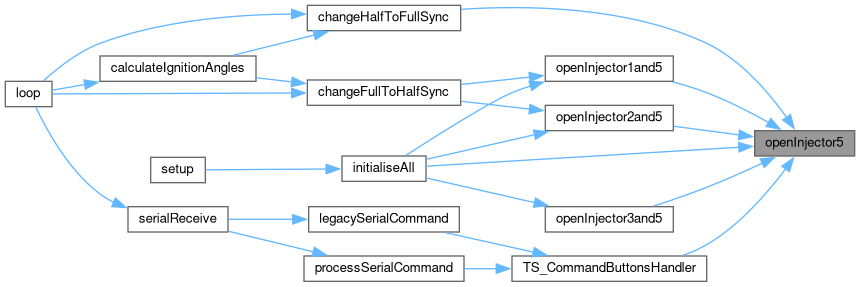 changeHalfToFullSync
calculateIgnitionAngles
openInjector1and5
loop
changeFullToHalfSync
openInjector2and5
openInjector5
setup
initialiseAll
serialReceive
legacySerialCommand
openInjector3and5
processSerialCommand
TS_CommandButtonsHandler